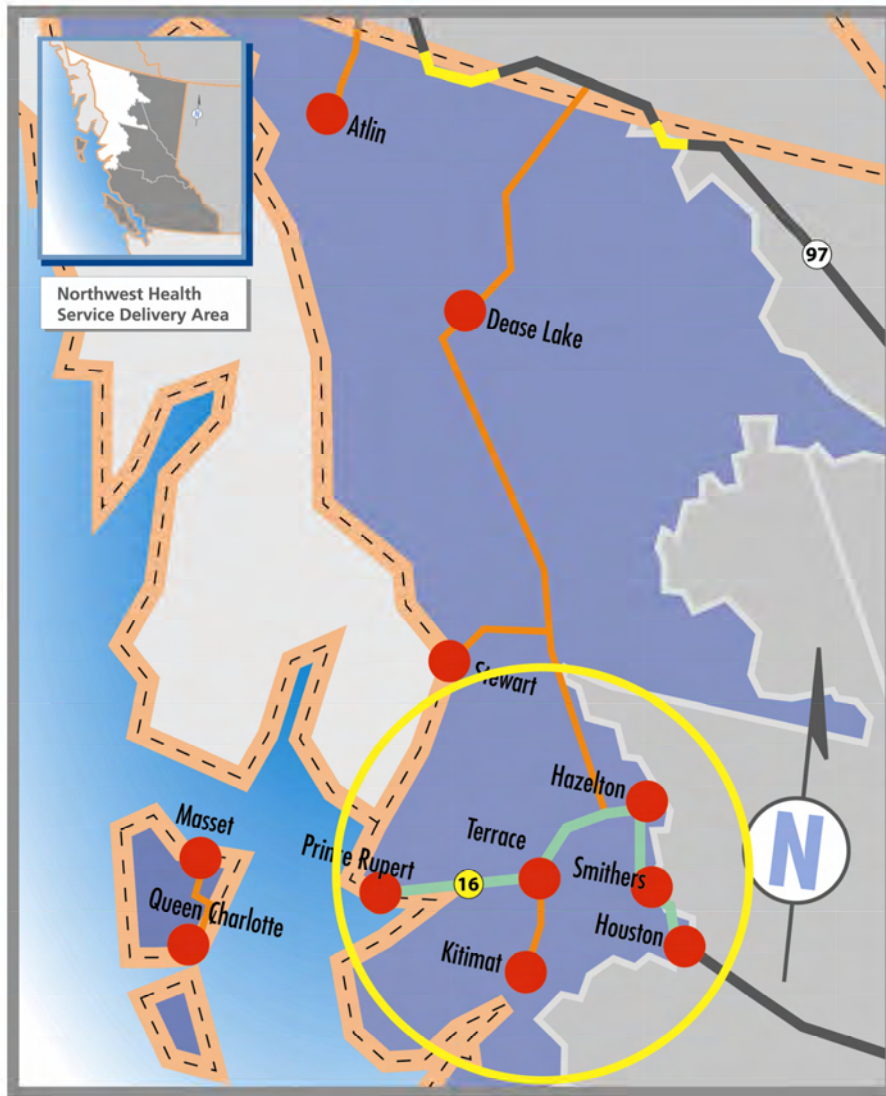 N
Northwest Health
Service Delivery Area
Atlin
97
Dease Lake
Stewart
Hazelton
Masset
Terrace
Prince Rupert
16
Smithers
N
Queen Charlotte
Houston
Kitimat